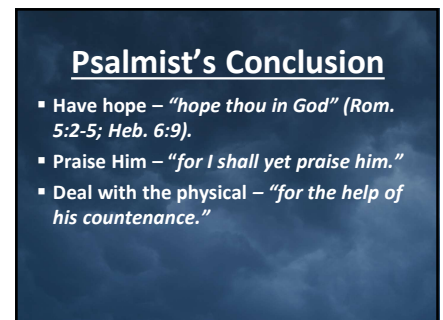 Psalmist’s Conclusion
▪ Have hope – “hope thou in God” (Rom.
5:2-5; Heb. 6:9).
▪ Praise Him – “for I shall yet praise him.”
▪ Deal with the physical – “for the help of
his countenance.”